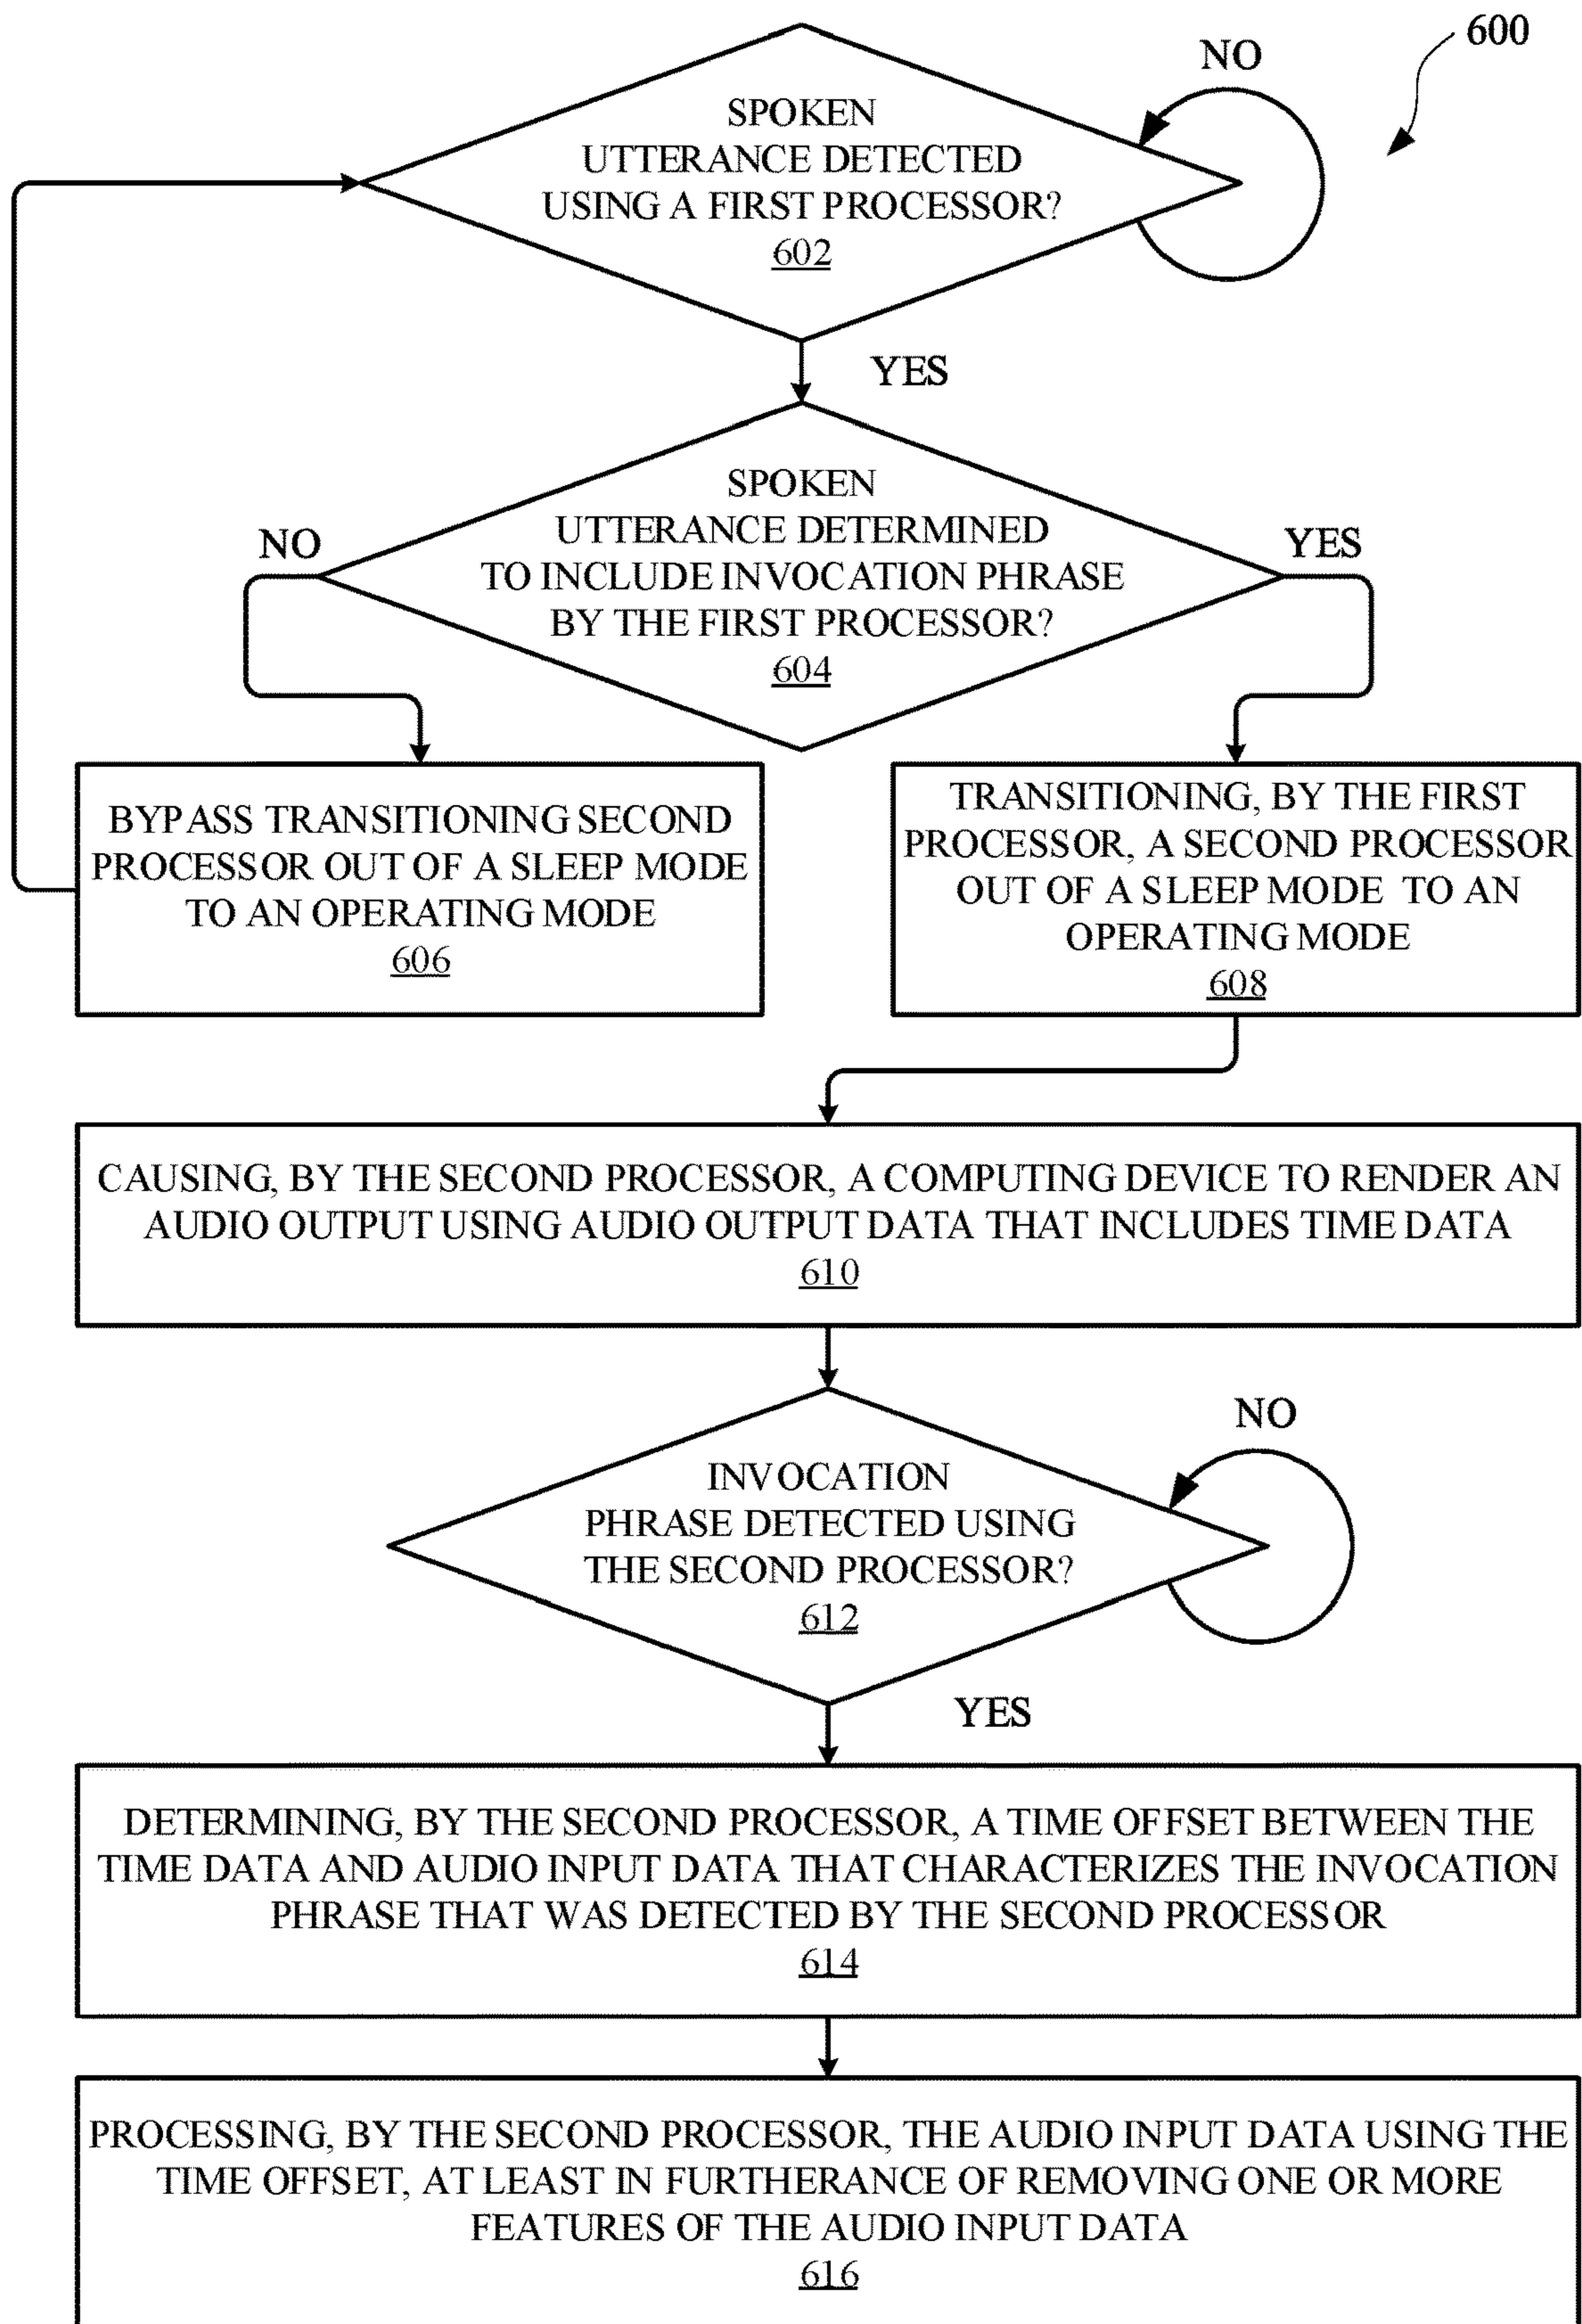 600
NO
SPOKEN
UTTERANCE DETECTED
USING A FIRST PROCESSOR?
602
YES
SPOKEN
UTTERANCE DETERMINED
TO INCLUDE INVOCATION PHRASE
BY THE FIRST PROCESSOR?
604
NO
YES
BYPASS TRANSITIONING SECOND
PROCESSOR OUT OF A SLEEP MODE
TO AN OPERATING MODE
606
TRANSITIONING, BY THE FIRST
PROCESSOR, A SECOND PROCESSOR
OUT OF A SLEEP MODE TO AN
OPERATING MODE
608
CAUSING, BY THE SECOND PROCESSOR, A COMPUTING DEVICE TO RENDER AN
AUDIO OUTPUT USING AUDIO OUTPUT DATA THAT INCLUDES TIME DATA
610
NO
INVOCATION
PHRASE DETECTED USING
THE SECOND PROCESSOR?
612
YES
DETERMINING, BY THE SECOND PROCESSOR, A TIME OFFSET BETWEEN THE
TIME DATA AND AUDIO INPUT DATA THAT CHARACTERIZES THE INVOCATION
PHRASE THAT WAS DETECTED BY THE SECOND PROCESSOR
614
PROCESSING, BY THE SECOND PROCESSOR, THE AUDIO INPUT DATA USING THE
TIME OFFSET, AT LEAST IN FURTHERANCE OF REMOVING ONE OR MORE
FEATURES OF THE AUDIO INPUT DATA
616